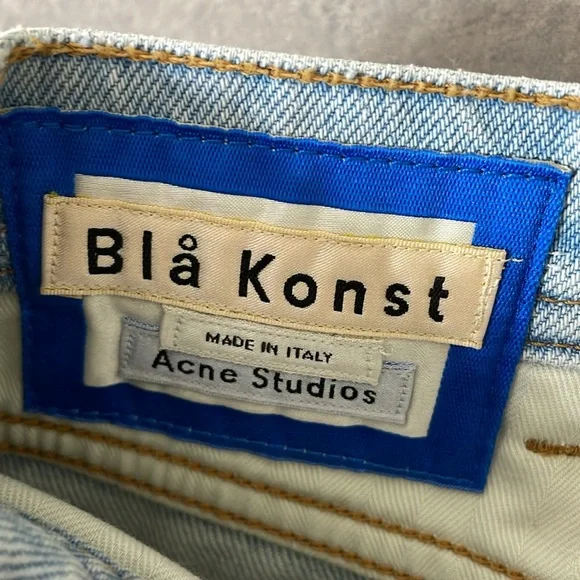 Blå Konst
MADE IN ITALY
Acne Studios